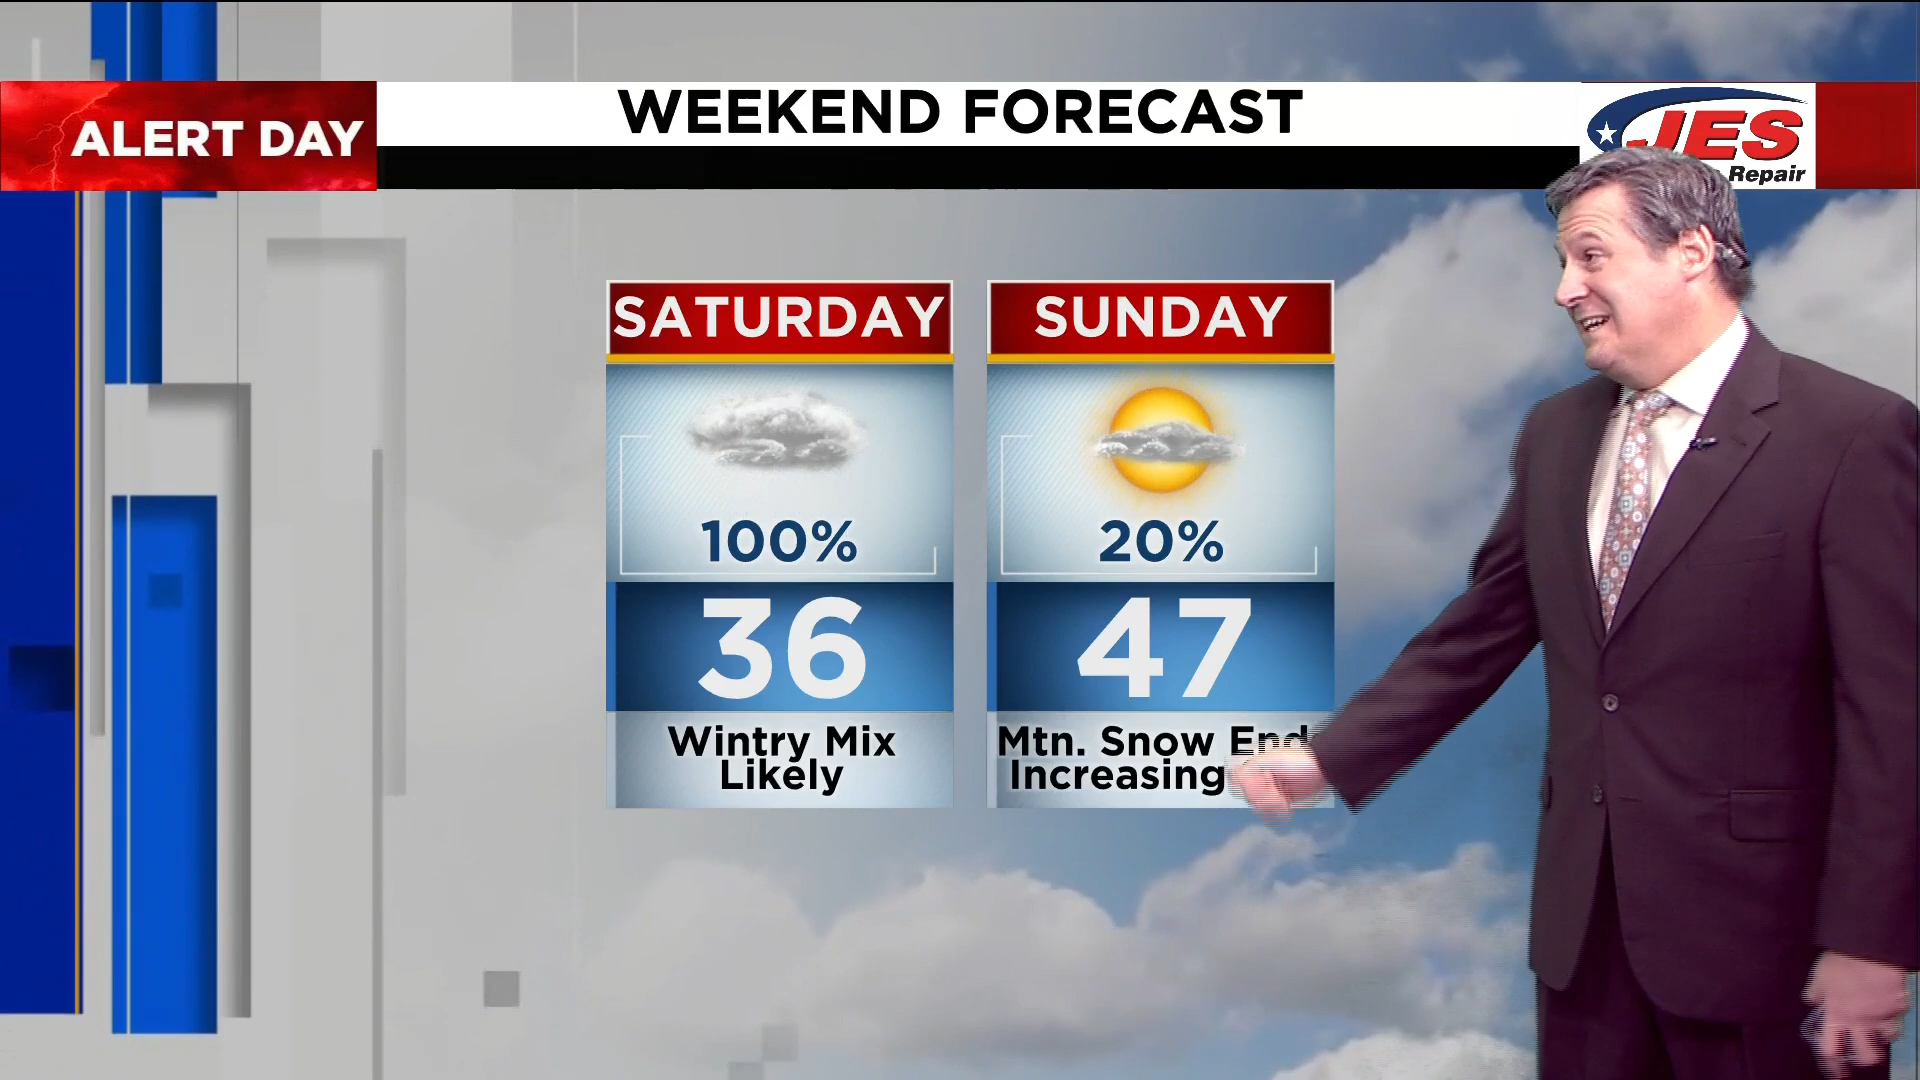 WEEKEND FORECAST
ALERT DAY
JES
Repair
SATURDAY
100%
36
Wintry Mix
Likely
SUNDAY
20%
47
Mtn. Snow
Increasing